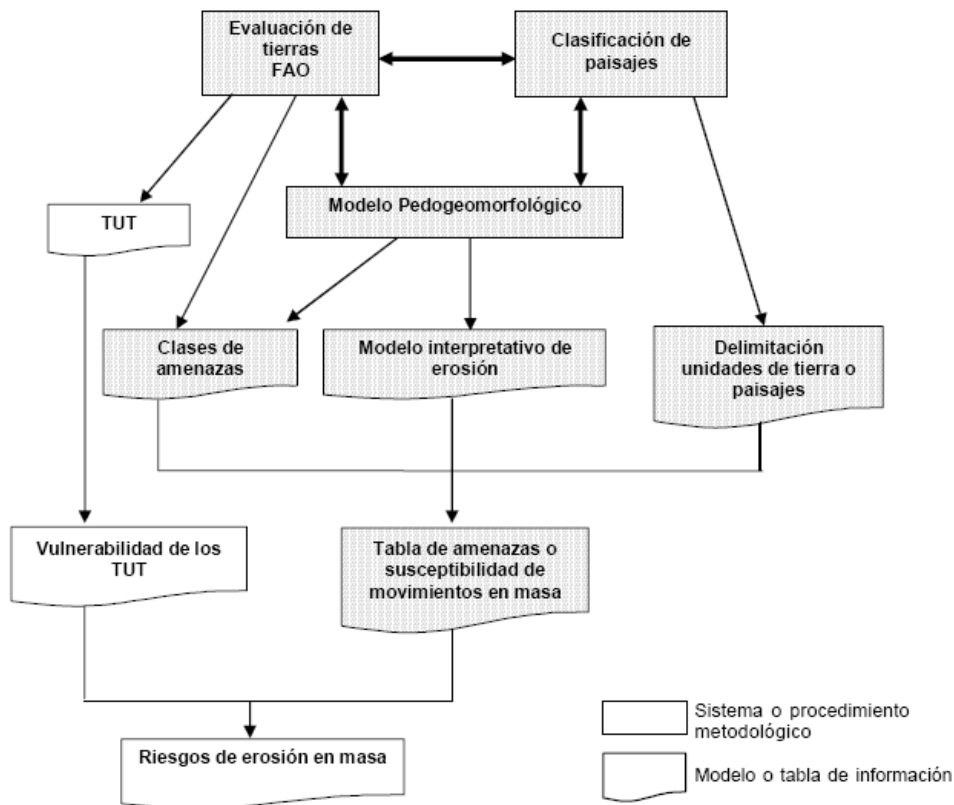 Evaluación de
tierras
FAO
Clasificación de
paisajes
Modelo Pedogeomorfológico
TUT
Clases de
amenazas
Modelo interpretativo de
erosión
Delimitación
unidades de tierra o
paisajes
Vulnerabilidad de los
TUT
Tabla de amenazas o
susceptibilidad de
movimientos en masa
Riesgos de erosión en masa
Sistema o procedimiento
metodológico
Modelo o tabla de información